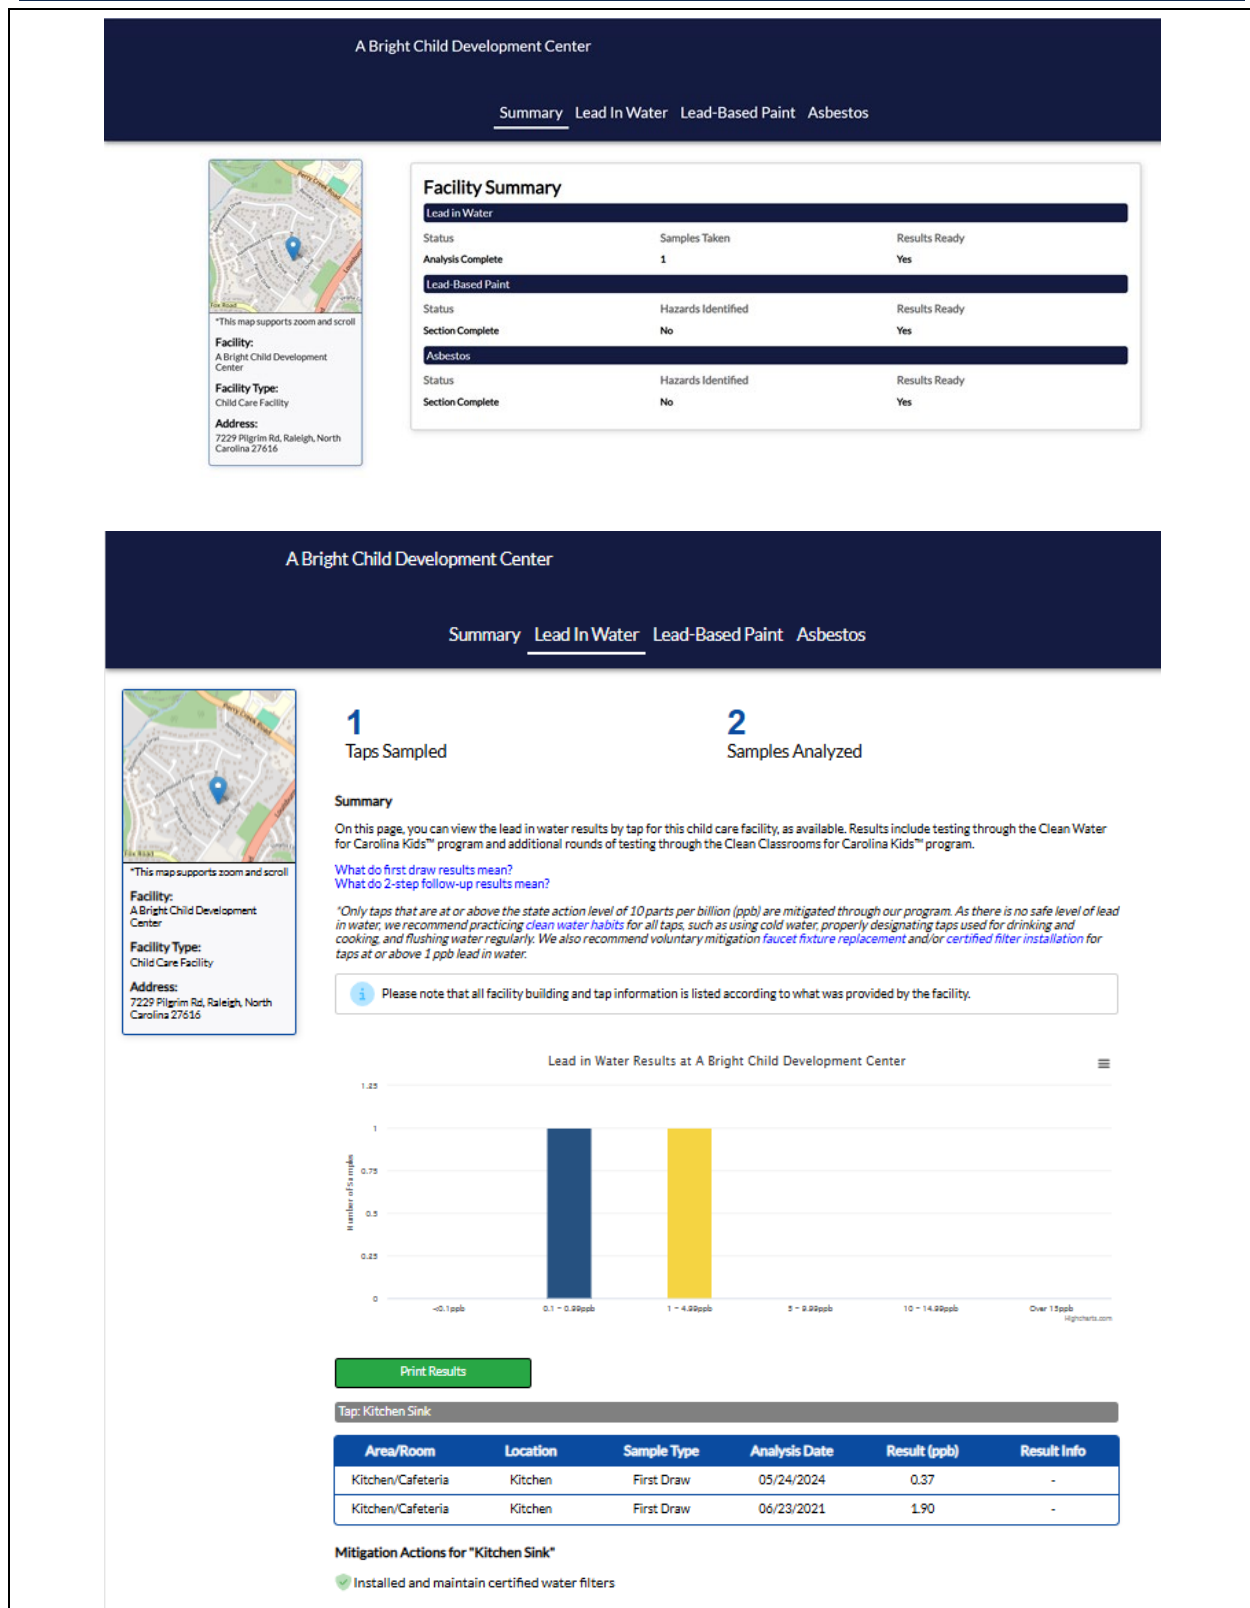 A Bright Child Development Center
Summary Lead In Water Lead-Based Paint Asbestos
Perry Creek Road
Fox Road
*This map supports zoom and scroll
Facility:
A Bright Child Development
Center
Facility Type:
Child Care Facility
Address:
7229 Pilgrim Rd, Raleigh, North
Carolina 27616
Facility Summary
Lead in Water
Status Samples Taken Results Ready
Analysis Complete 1 Yes
Lead-Based Paint
Status Hazards Identified Results Ready
Section Complete No Yes
Asbestos
Status Hazards Identified Results Ready
Section Complete No Yes
A Bright Child Development Center
Summary Lead In Water Lead-Based Paint Asbestos
Perry Creek Road
Fox Road
*This map supports zoom and scroll
Facility:
A Bright Child Development
Center
Facility Type:
Child Care Facility
Address:
7229 Pilgrim Rd, Raleigh, North
Carolina 27616
1 2
Taps Sampled Samples Analyzed
Summary
On this page, you can view the lead in water results by tap for this child care facility, as available. Results include testing through the Clean Water
for Carolina Kids™ program and additional rounds of testing through the Clean Classrooms for Carolina Kids™ program.
What do first draw results mean?
What do 2-step follow-up results mean?
*Only taps that are at or above the state action level of 10 parts per billion (ppb) are mitigated through our program. As there is no safe level of lead
in water, we recommend practicing clean water habits for all taps, such as using cold water, properly designating taps used for drinking and
cooking, and flushing water regularly. We also recommend voluntary mitigation faucet fixture replacement and/or certified filter installation for
taps at or above 1 ppb lead in water.
i Please note that all facility building and tap information is listed according to what was provided by the facility.
Lead in Water Results at A Bright Child Development Center
Number of Samples
1.25
1
0.75
0.5
0.25
0
<0.1ppb 0.1 - 0.99ppb 1 - 4.99ppb 5 - 9.99ppb 10 - 14.99ppb Over 15ppb
Highcharts.com
Print Results
Tap: Kitchen Sink
Area/Room Location Sample Type Analysis Date Result (ppb) Result Info
Kitchen/Cafeteria Kitchen First Draw 05/24/2024 0.37 -
Kitchen/Cafeteria Kitchen First Draw 06/23/2021 1.90 -
Mitigation Actions for "Kitchen Sink"
Installed and maintain certified water filters